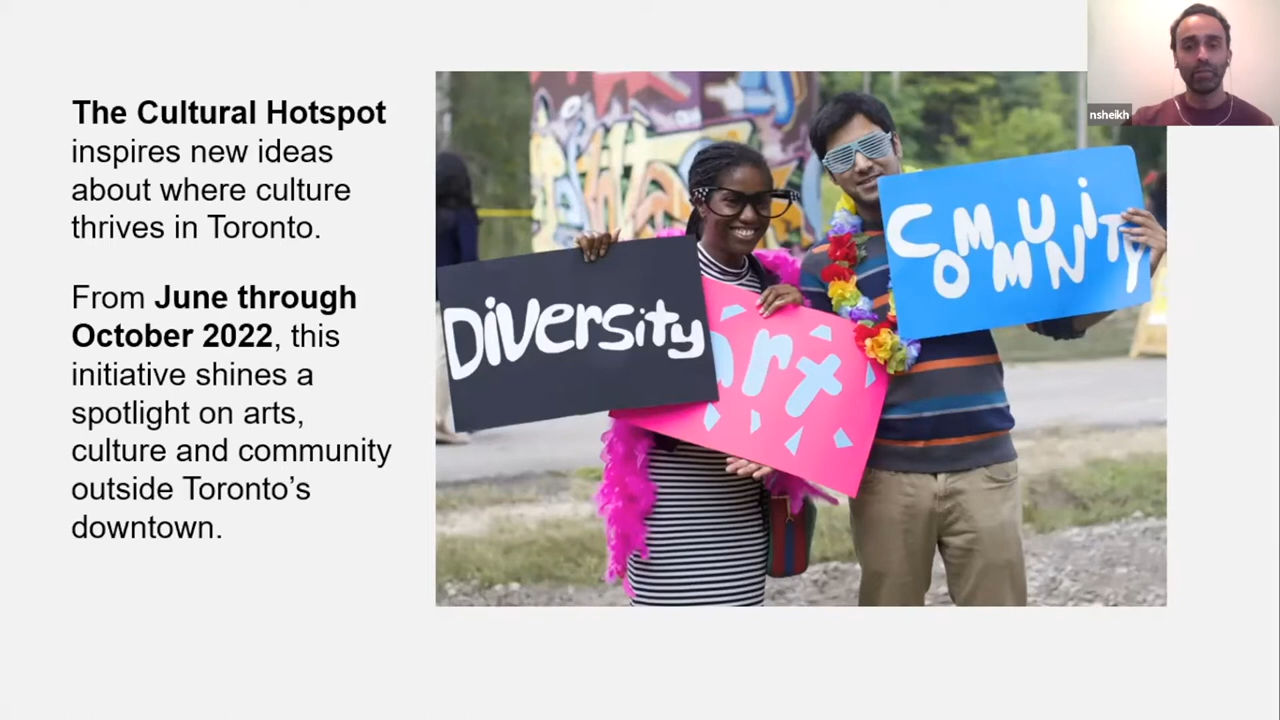 The Cultural Hotspot
inspires new ideas
about where culture
thrives in Toronto.
From June through
October 2022, this
initiative shines a
spotlight on arts,
culture and community
outside Toronto’s
downtown.
Diversity
art
COMMUNiTY
nsheikh